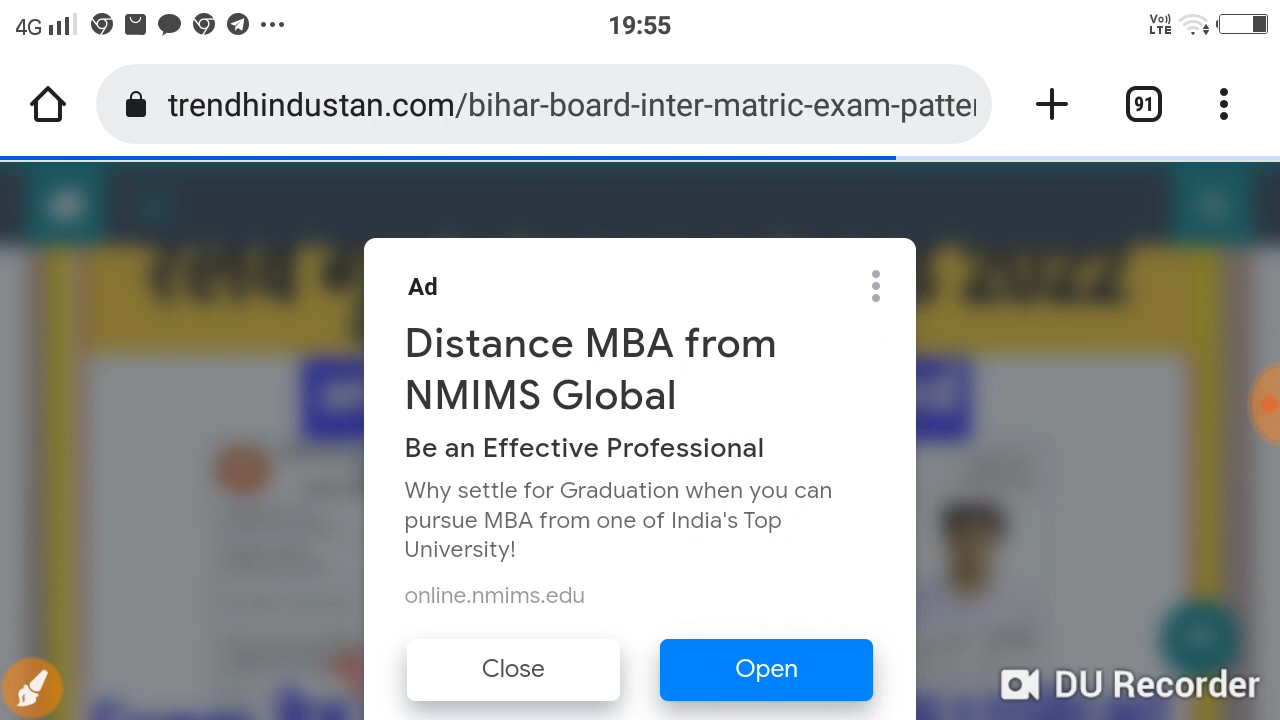 4G 19:55 Vo)) LTE
trendhindustan.com/bihar-board-inter-matric-exam-patter
91
2022
Ad
Distance MBA from
NMIMS Global
Be an Effective Professional
Why settle for Graduation when you can
pursue MBA from one of India's Top
University!
online.nmims.edu
Close Open
DU Recorder